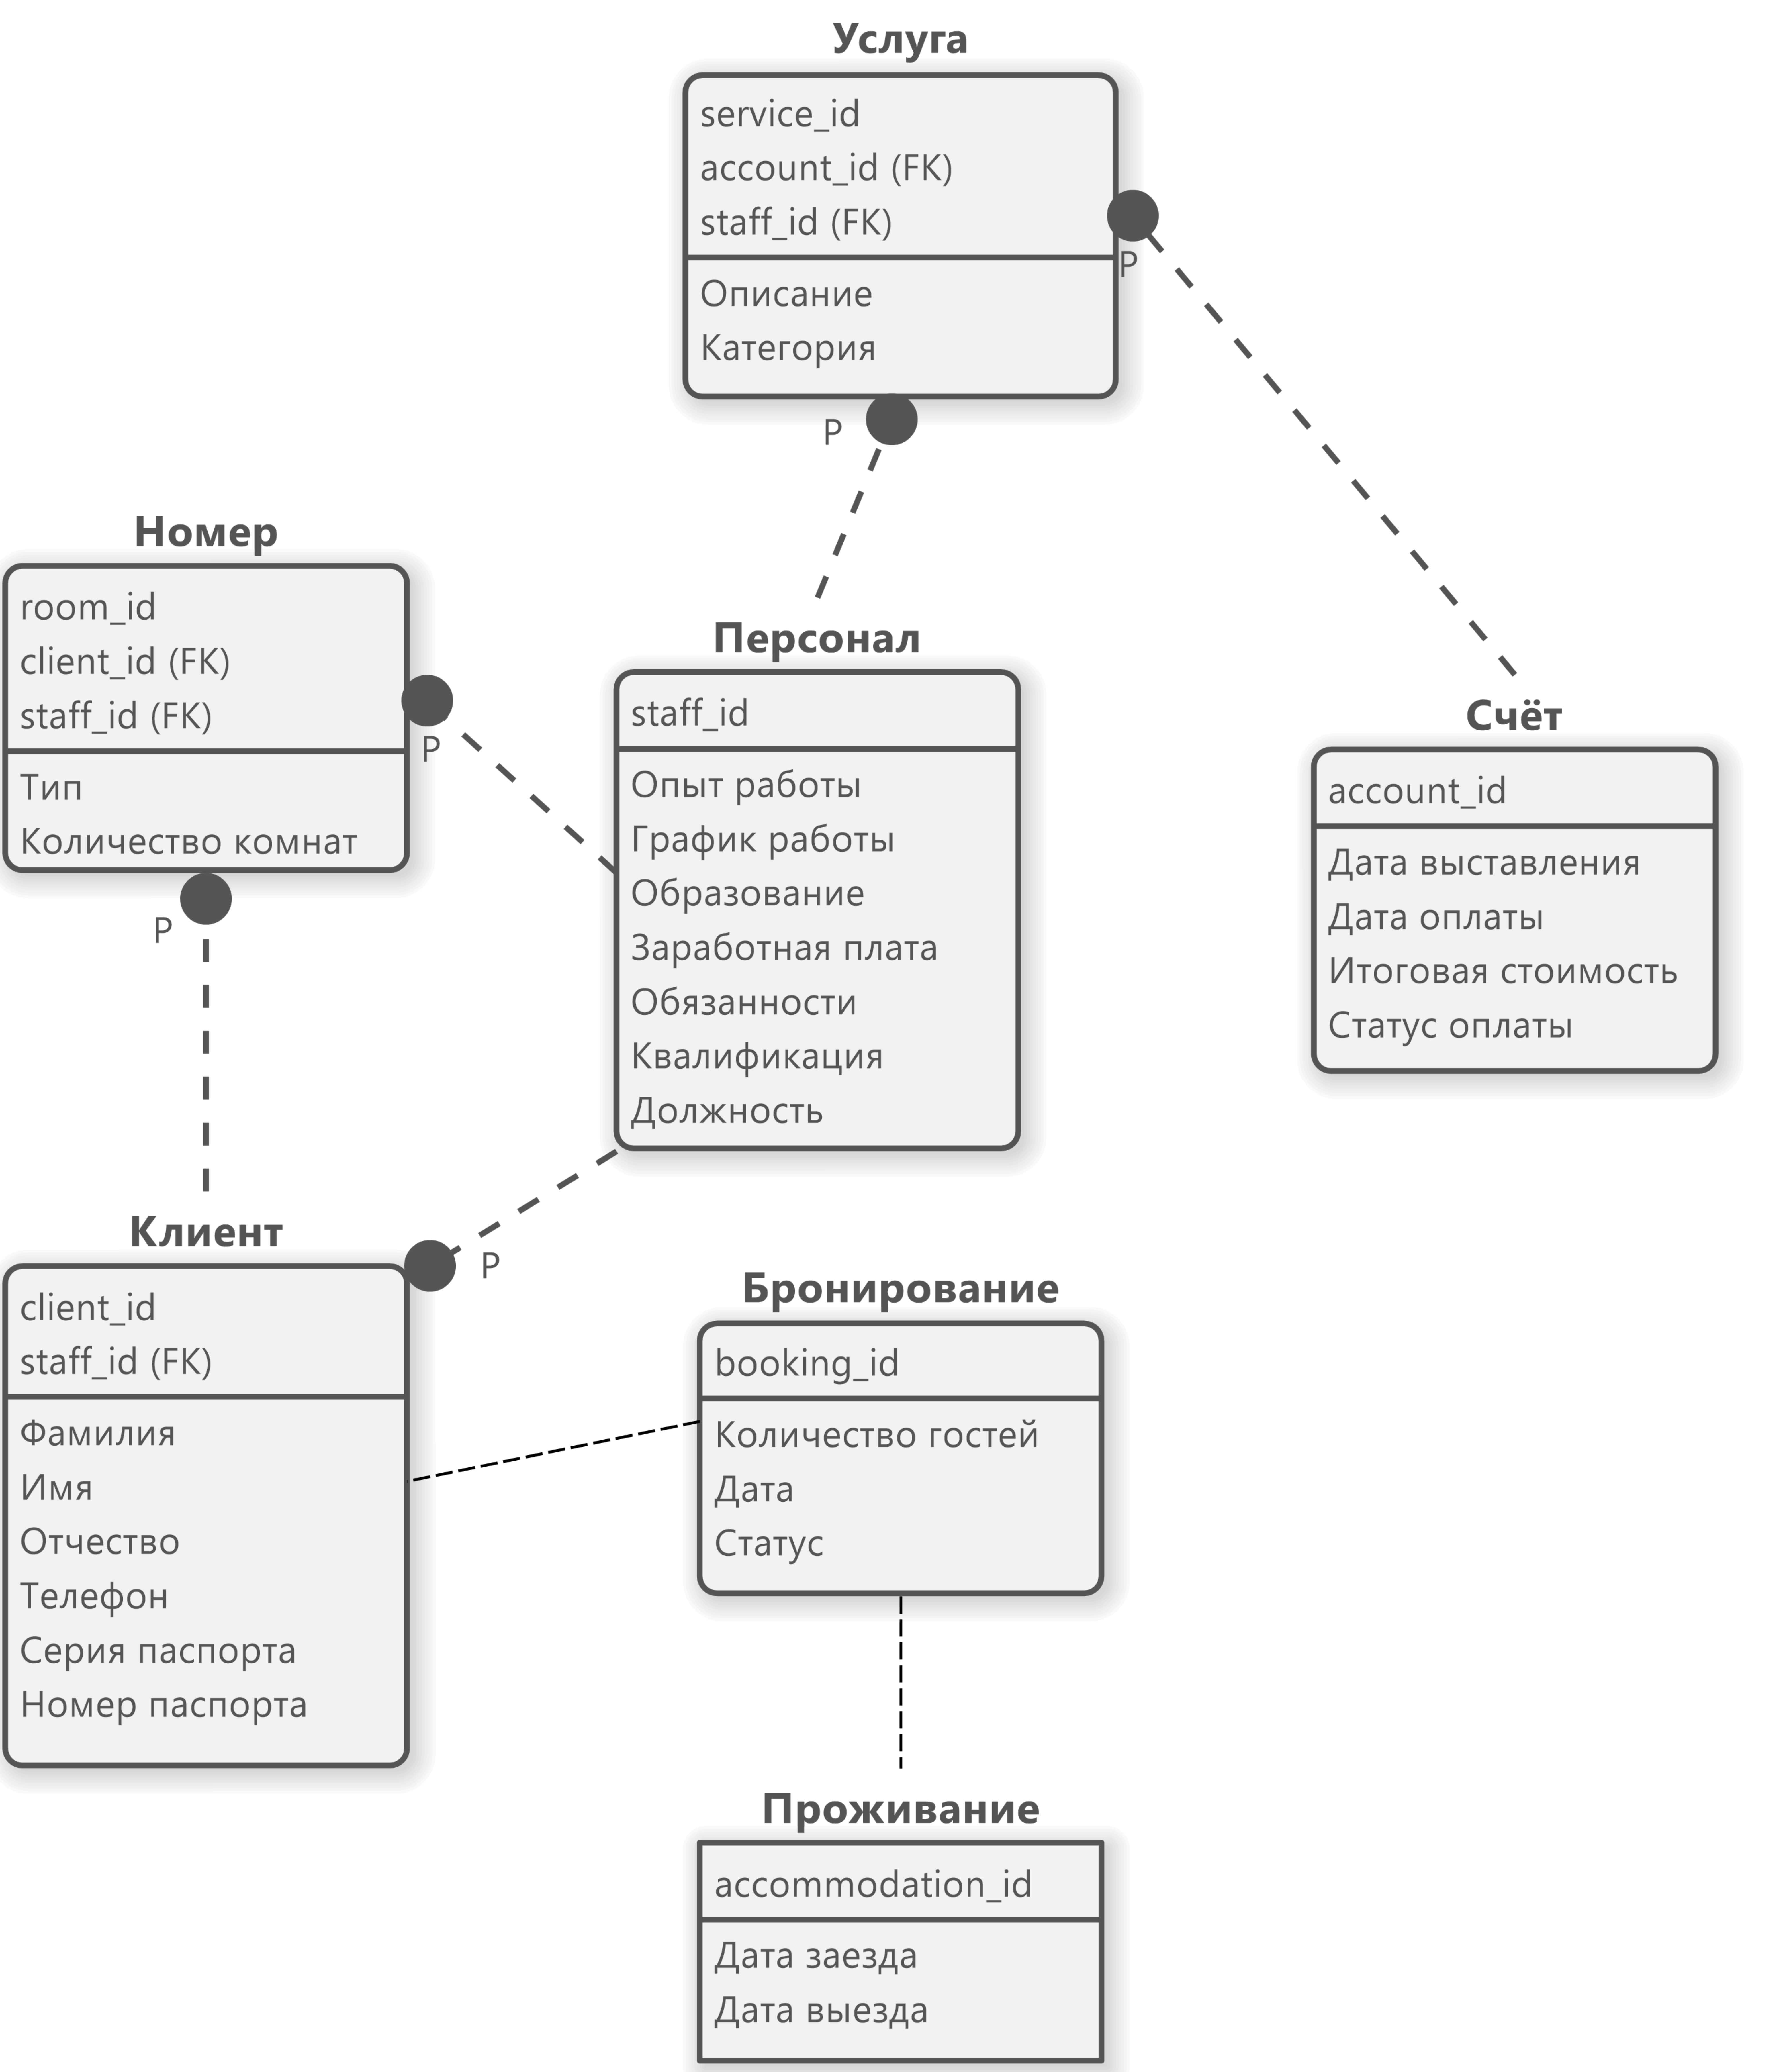 Услуга
service_id
account_id (FK)
staff_id (FK)
Описание
Категория
P
P
Номер
room_id
client_id (FK)
staff_id (FK)
Тип
Количество комнат
P
P
Персонал
staff_id
Опыт работы
График работы
Образование
Заработная плата
Обязанности
Квалификация
Должность
Счёт
account_id
Дата выставления
Дата оплаты
Итоговая стоимость
Статус оплаты
Клиент
client_id
staff_id (FK)
Фамилия
Имя
Отчество
Телефон
Серия паспорта
Номер паспорта
P
Бронирование
booking_id
Количество гостей
Дата
Статус
Проживание
accommodation_id
Дата заезда
Дата выезда